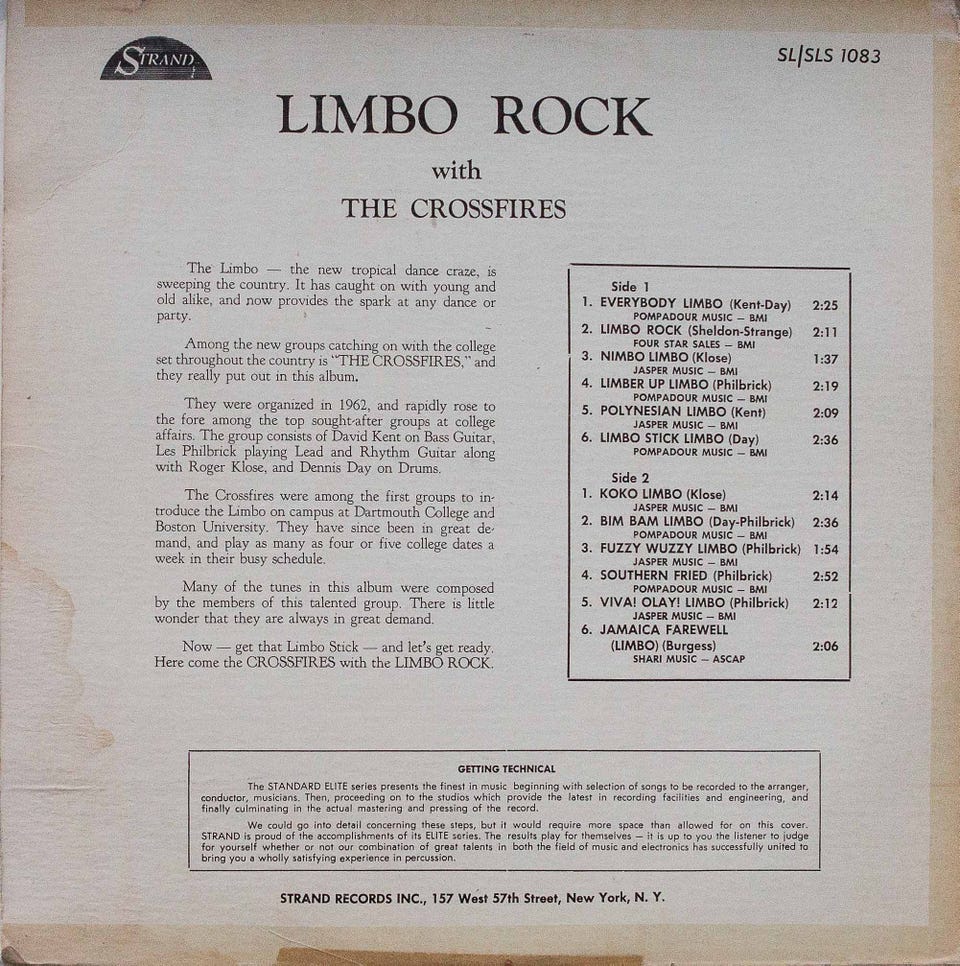 STRAND
SL/SLS 1083
LIMBO ROCK
with
THE CROSSFIRES
The Limbo — the new tropical dance craze, is
sweeping the country. It has caught on with young and
old alike, and now provides the spark at any dance or
party.
Among the new groups catching on with the college
set throughout the country is "THE CROSSFIRES," and
they really put out in this album.
They were organized in 1962, and rapidly rose to
the fore among the top sought-after groups at college
affairs. The group consists of David Kent on Bass Guitar,
Les Philbrick playing Lead and Rhythm Guitar along
with Roger Klose, and Dennis Day on Drums.
The Crossfires were among the first groups to in-
troduce the Limbo on campus at Dartmouth College and
Boston University. They have since been in great de-
mand, and play as many as four or five college dates a
week in their busy schedule.
Many of the tunes in this album were composed
by the members of this talented group. There is little
wonder that they are always in great demand.
Now — get that Limbo Stick — and let's get ready.
Here come the CROSSFIRES with the LIMBO ROCK.
Side 1
1. EVERYBODY LIMBO (Kent-Day) 2:25
POMPADOUR MUSIC — BMI
2. LIMBO ROCK (Sheldon-Strange) 2:11
FOUR STAR SALES — BMI
3. NIMBO LIMBO (Klose) 1:37
JASPER MUSIC — BMI
4. LIMBER UP LIMBO (Philbrick) 2:19
POMPADOUR MUSIC — BMI
5. POLYNESIAN LIMBO (Kent) 2:09
JASPER MUSIC — BMI
6. LIMBO STICK LIMBO (Day) 2:36
POMPADOUR MUSIC — BMI
Side 2
1. KOKO LIMBO (Klose) 2:14
JASPER MUSIC — BMI
2. BIM BAM LIMBO (Day-Philbrick) 2:36
POMPADOUR MUSIC — BMI
3. FUZZY WUZZY LIMBO (Philbrick) 1:54
JASPER MUSIC — BMI
4. SOUTHERN FRIED (Philbrick) 2:52
POMPADOUR MUSIC — BMI
5. VIVA! OLAY! LIMBO (Philbrick) 2:12
JASPER MUSIC — BMI
6. JAMAICA FAREWELL
(LIMBO) (Burgess) 2:06
SHARI MUSIC — ASCAP
GETTING TECHNICAL
The STANDARD ELITE series presents the finest in music beginning with selection of songs to be recorded to the arranger,
conductor, musicians. Then, proceeding on to the studios which provide the latest in recording facilities and engineering, and
finally culminating in the actual mastering and pressing of the record.
We could go into detail concerning these steps, but it would require more space than allowed for on this cover.
STRAND is proud of the accomplishments of its ELITE series. The results play for themselves — it is up to you the listener to judge
for yourself whether or not our combination of great talents in both the field of music and electronics has successfully united to
bring you a wholly satisfying experience in percussion.
STRAND RECORDS INC., 157 West 57th Street, New York, N. Y.